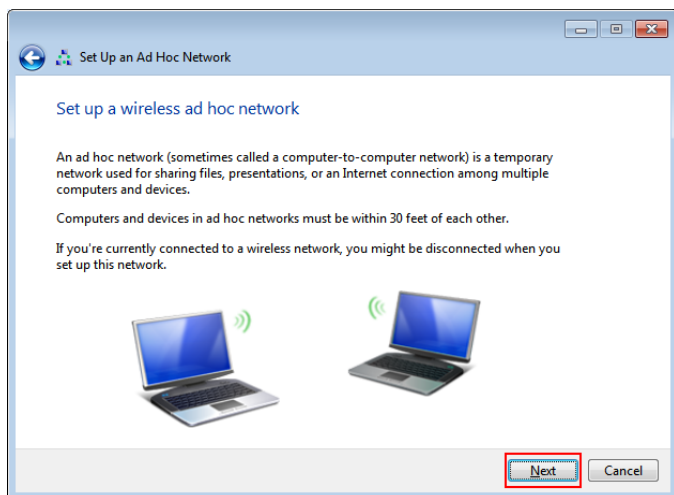 Set Up an Ad Hoc Network
Set up a wireless ad hoc network
An ad hoc network (sometimes called a computer-to-computer network) is a temporary
network used for sharing files, presentations, or an Internet connection among multiple
computers and devices.
Computers and devices in ad hoc networks must be within 30 feet of each other.
If you're currently connected to a wireless network, you might be disconnected when you
set up this network.
Next Cancel